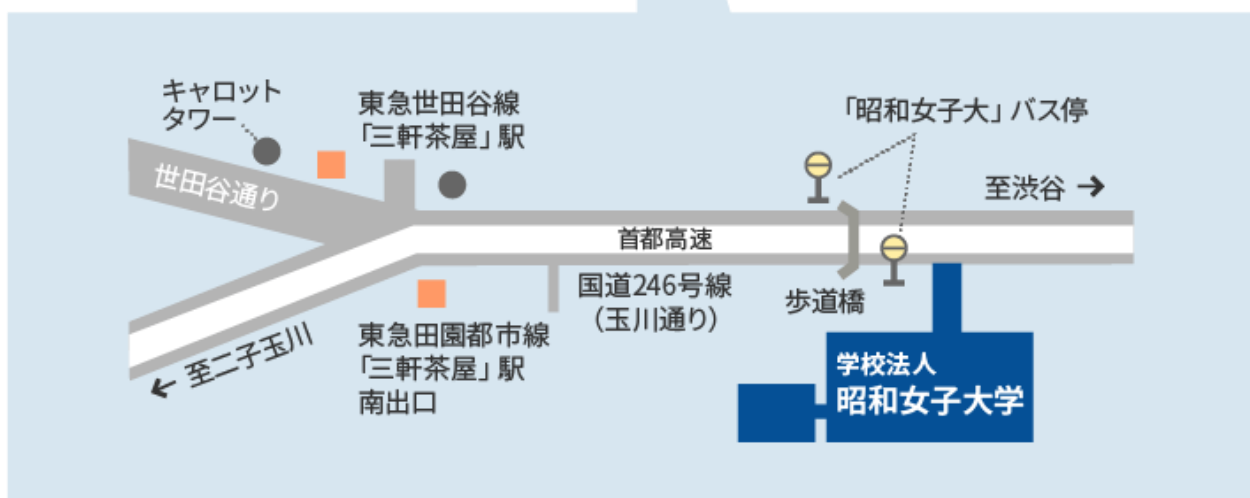 キャロット
タワー
東急世田谷線
「三軒茶屋」駅
「昭和女子大」バス停
世田谷通り
至渋谷 →
首都高速
国道246号線
（玉川通り）
歩道橋
← 至二子玉川
東急田園都市線
「三軒茶屋」駅
南出口
学校法人
昭和女子大学